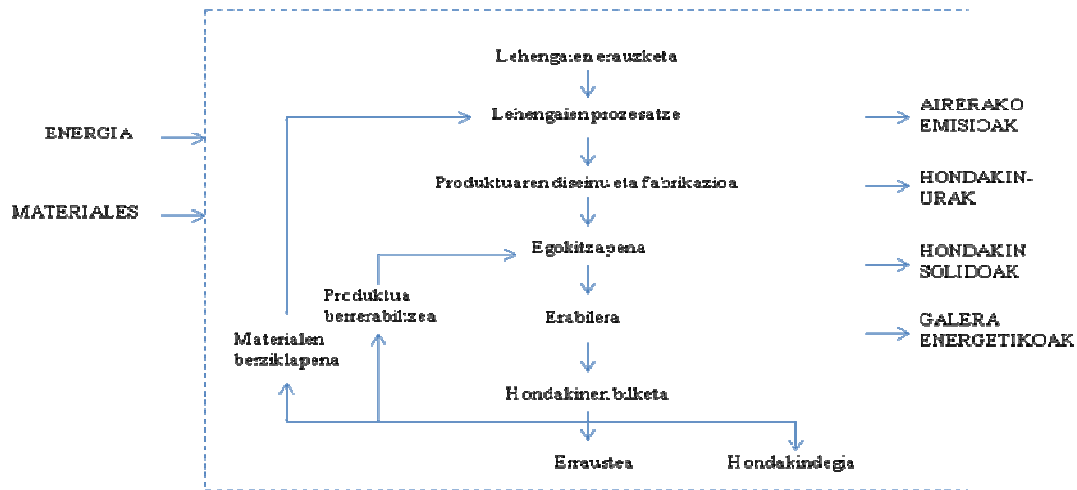 Lehengaien erauzketa
Lehengaien prozesatze
Produktuaren diseinu eta fabrikazioa
Egokitzapena
Erabilera
Hondakinen bilketa
Erraustea
Hondakindegia
Produktua
berrerabiltzea
Materialen
berziklapena
ENERGIA
MATERIALES
AIRERAKO
EMISIOAK
HONDAKIN-
URAK
HONDAKIN
SOLIDOAK
GALERA
ENERGETIKOAK